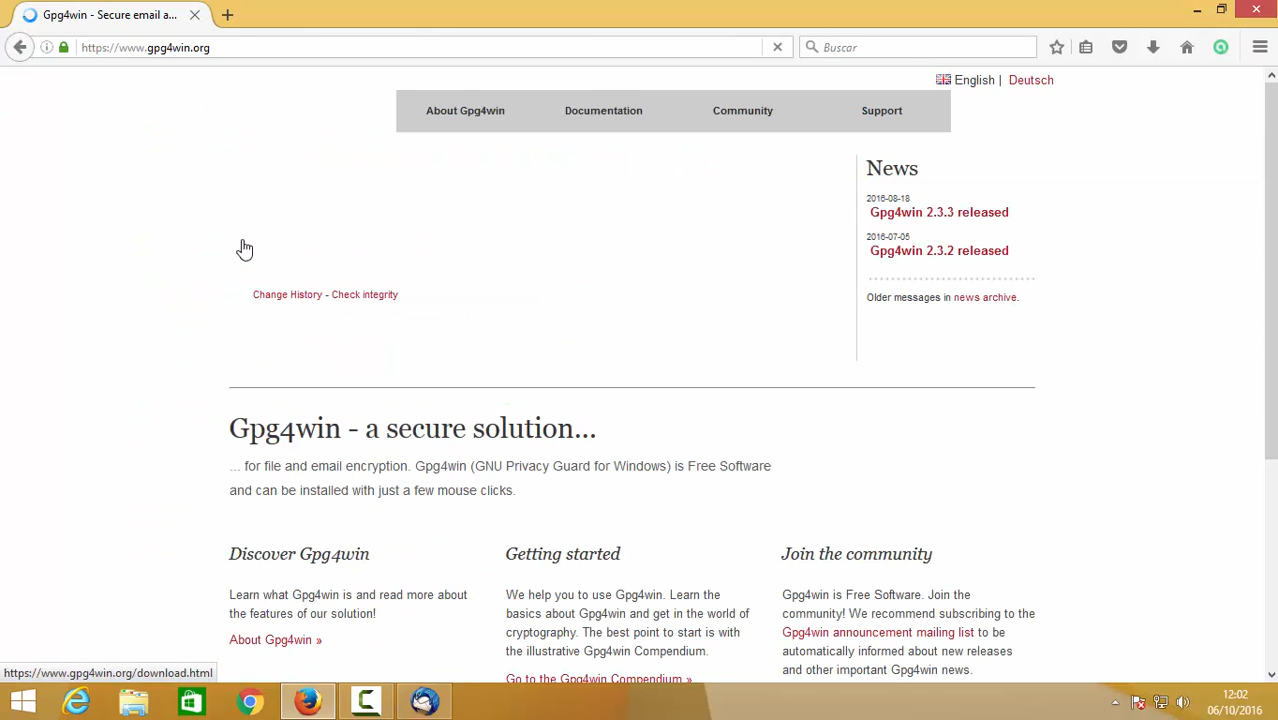 Gpg4win - Secure email a...
https://www.gpg4win.org
Buscar
English | Deutsch
About Gpg4win Documentation Community Support
News
2016-08-18
Gpg4win 2.3.3 released
2016-07-05
Gpg4win 2.3.2 released
Older messages in news archive.
Change History - Check integrity
Gpg4win - a secure solution...
... for file and email encryption. Gpg4win (GNU Privacy Guard for Windows) is Free Software
and can be installed with just a few mouse clicks.
Discover Gpg4win
Learn what Gpg4win is and read more about
the features of our solution!
About Gpg4win »
Getting started
We help you to use Gpg4win. Learn the
basics about Gpg4win and get in the world of
cryptography. The best point to start is with
the illustrative Gpg4win Compendium.
Go to the Gpg4win Compendium »
Join the community
Gpg4win is Free Software. Join the
community! We recommend subscribing to the
Gpg4win announcement mailing list to be
automatically informed about new releases
and other important Gpg4win news.
https://www.gpg4win.org/download.html
12:02
06/10/2016